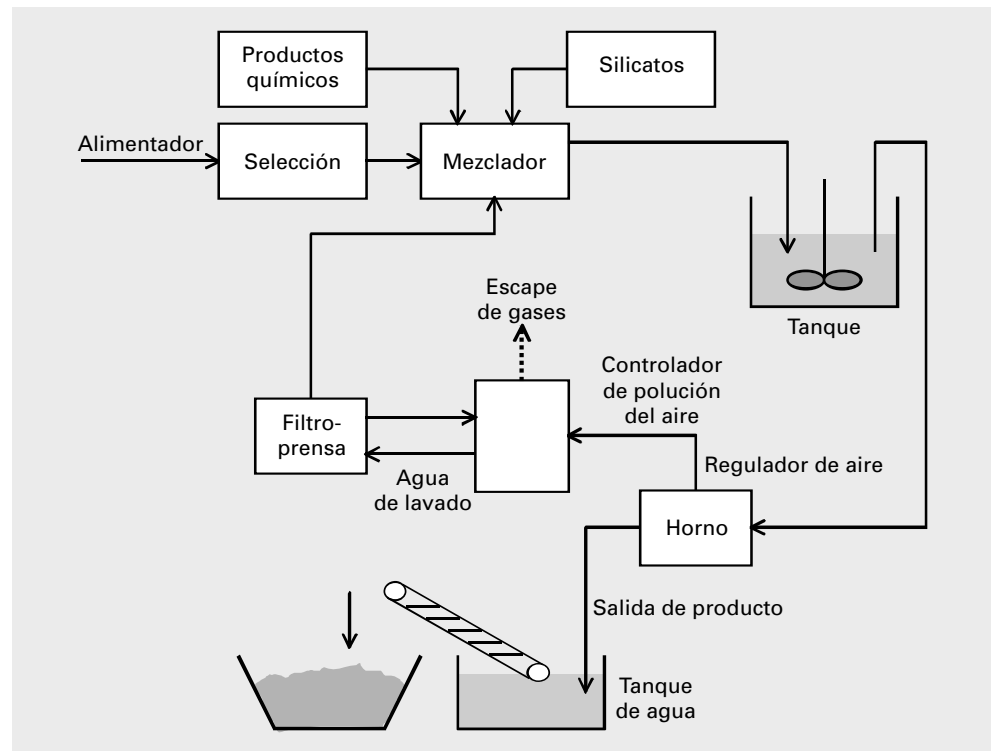 Productos
químicos
Silicatos
Alimentador
Selección
Mezclador
Tanque
Escape
de gases
Controlador
de polución
del aire
Filtro-
prensa
Agua
de lavado
Regulador de aire
Horno
Salida de producto
Tanque
de agua